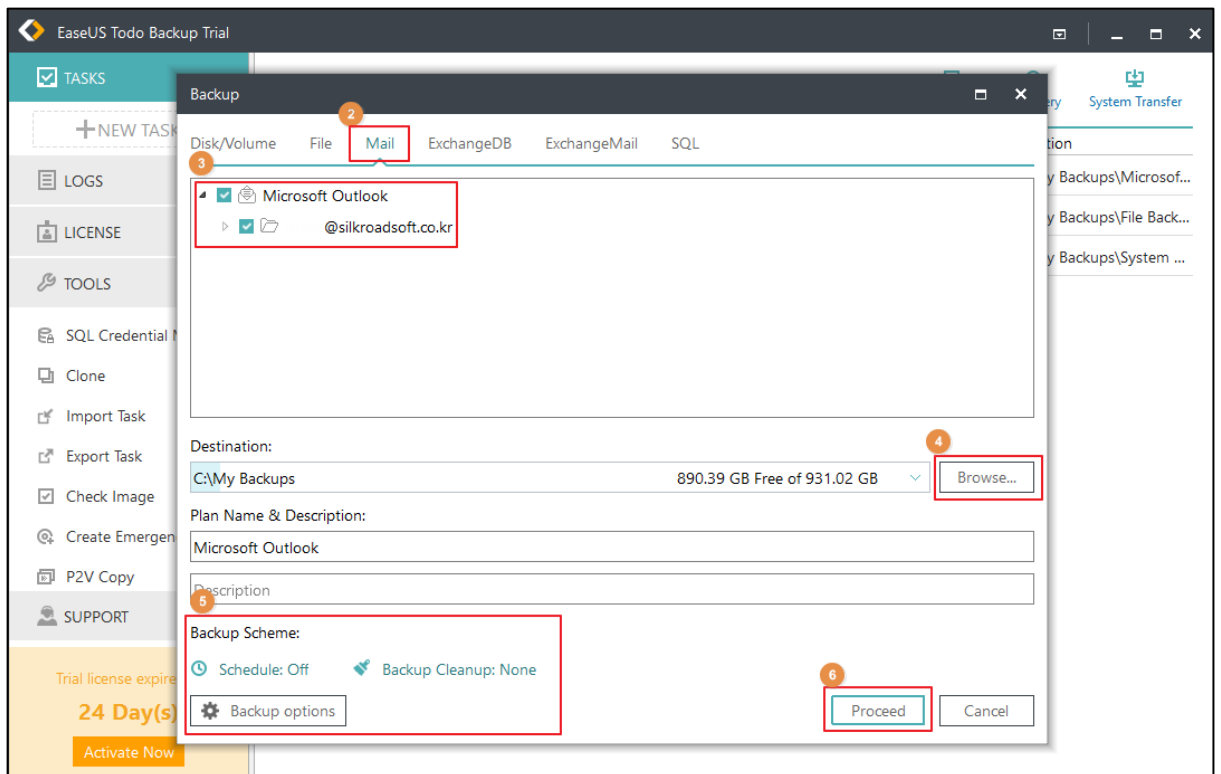 EaseUS Todo Backup Trial
TASKS
NEW TASK
LOGS
LICENSE
TOOLS
SQL Credential
Clone
Import Task
Export Task
Check Image
Create Emergen
P2V Copy
SUPPORT
Trial license expire
24 Day(s)
Activate Now
System Transfer
y Backups\Microsof...
y Backups\File Back...
y Backups\System ...
Backup
2
Disk/Volume File Mail ExchangeDB ExchangeMail SQL
3
Microsoft Outlook
@silkroadsoft.co.kr
Destination:
4
C:\My Backups 890.39 GB Free of 931.02 GB Browse...
Plan Name & Description:
Microsoft Outlook
Description
5
Backup Scheme:
Schedule: Off Backup Cleanup: None
6
Backup options Proceed Cancel